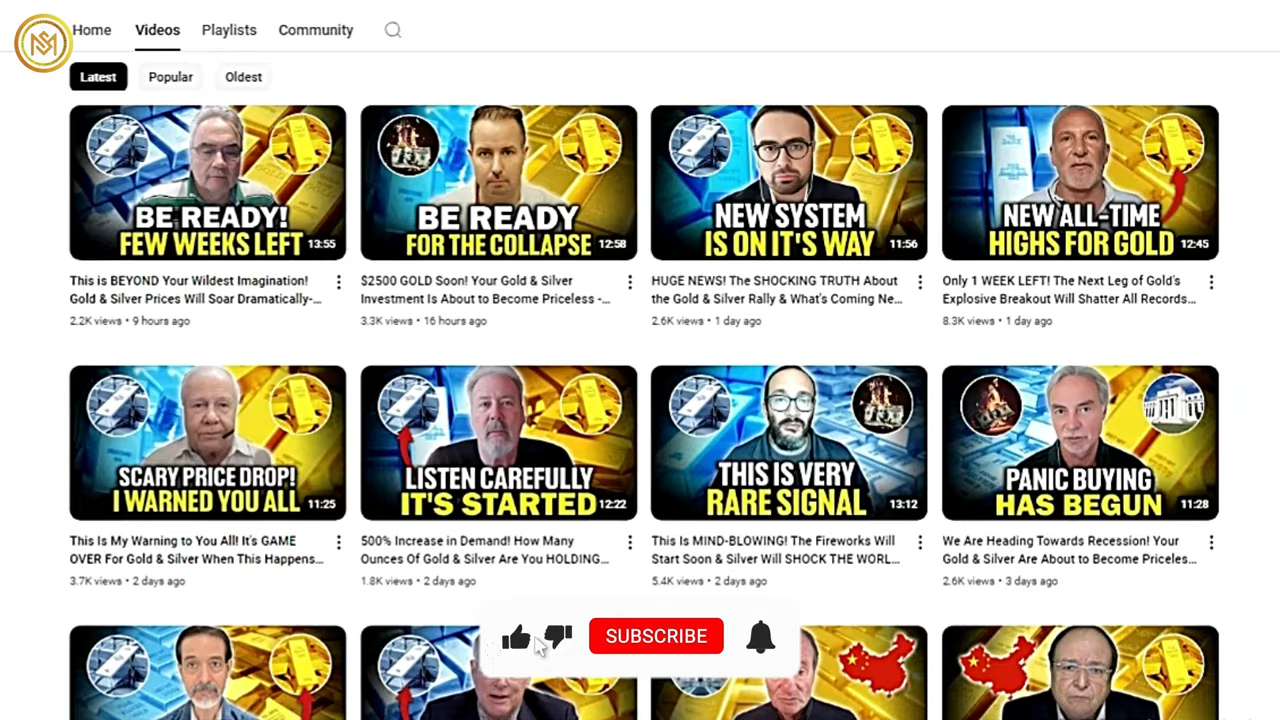 Home Videos Playlists Community
Latest Popular Oldest
BE READY!
FEW WEEKS LEFT
13:55
This is BEYOND Your Wildest Imagination!
Gold & Silver Prices Will Soar Dramatically-...
2.2K views • 9 hours ago
BE READY
FOR THE COLLAPSE
12:58
$2500 GOLD Soon! Your Gold & Silver
Investment Is About to Become Priceless -...
3.3K views • 16 hours ago
NEW SYSTEM
IS ON IT'S WAY
11:56
HUGE NEWS! The SHOCKING TRUTH About
the Gold & Silver Rally & What's Coming Ne...
2.6K views • 1 day ago
NEW ALL-TIME
HIGHS FOR GOLD
12:45
Only 1 WEEK LEFT! The Next Leg of Gold's
Explosive Breakout Will Shatter All Records...
8.3K views • 1 day ago
SCARY PRICE DROP!
I WARNED YOU ALL
11:25
This Is My Warning to You All! It's GAME
OVER For Gold & Silver When This Happens...
3.7K views • 2 days ago
LISTEN CAREFULLY
IT'S STARTED
12:22
500% Increase in Demand! How Many
Ounces Of Gold & Silver Are You HOLDING...
1.8K views • 2 days ago
THIS IS VERY
RARE SIGNAL
13:12
This Is MIND-BLOWING! The Fireworks Will
Start Soon & Silver Will SHOCK THE WORL...
5.4K views • 2 days ago
PANIC BUYING
HAS BEGUN
11:28
We Are Heading Towards Recession! Your
Gold & Silver Are About to Become Priceles...
2.6K views • 3 days ago
SUBSCRIBE